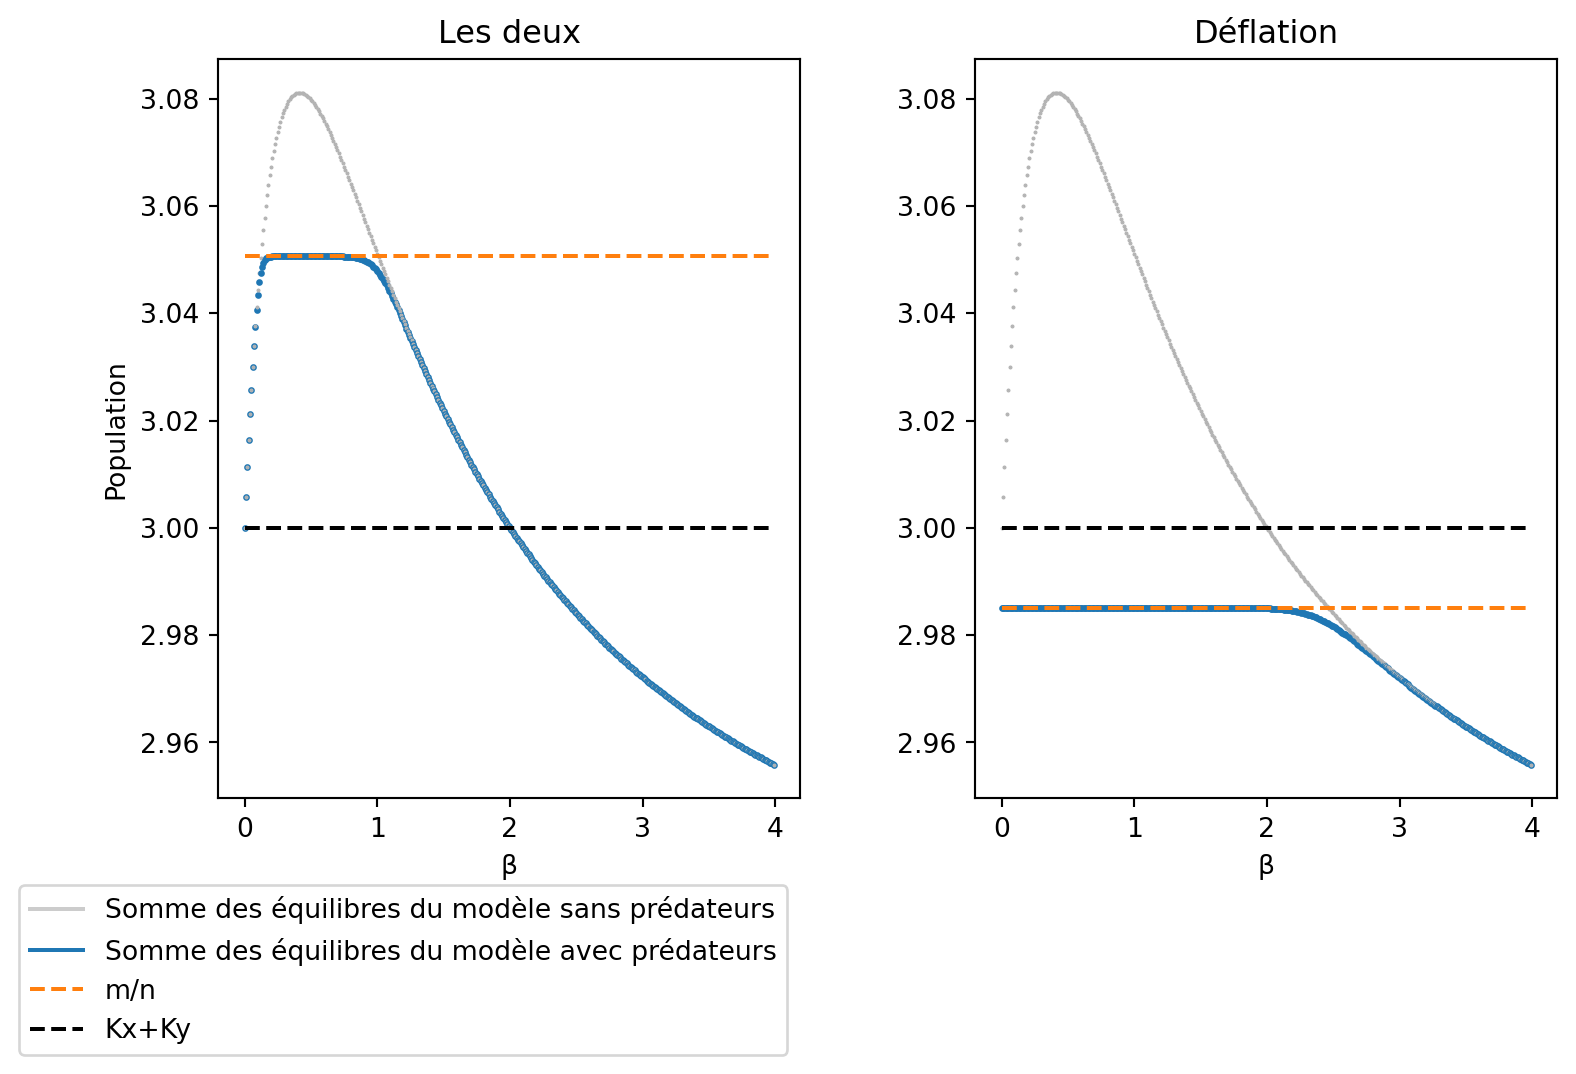 Les deux
Déflation
3.08
3.06
3.04
3.02
3.00
2.98
2.96
Population
0 1 2 3 4
β
3.08
3.06
3.04
3.02
3.00
2.98
2.96
0 1 2 3 4
β
Somme des équilibres du modèle sans prédateurs
Somme des équilibres du modèle avec prédateurs
m/n
Kx+Ky